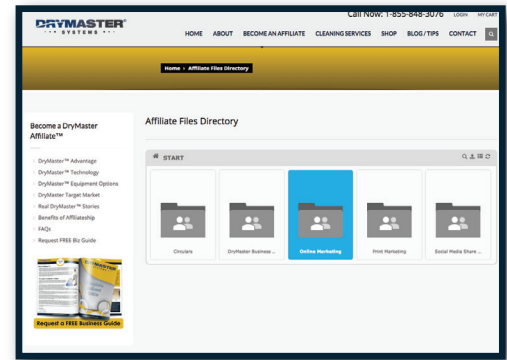 Call Now: 1-855-848-3076 LOGIN MY CART
DRYMASTER®
SYSTEMS
HOME ABOUT BECOME AN AFFILIATE CLEANING SERVICES SHOP BLOG/TIPS CONTACT
Home › Affiliate Files Directory
Become a DryMaster
Affiliate™
DryMaster™ Advantage
DryMaster™ Technology
DryMaster™ Equipment Options
DryMaster Target Market
Real DryMaster™ Stories
Benefits of Affiliateship
FAQs
Request FREE Biz Guide
DRYMASTER
Request a FREE Business Guide
Affiliate Files Directory
START
Circulars
DryMaster Business ...
Online Marketing
Print Marketing
Social Media Share ...